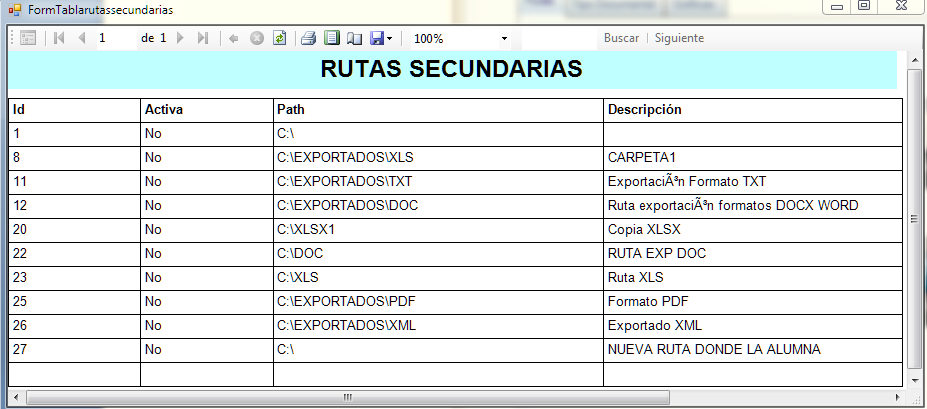 FormTablarutassecundarias
1 de 1 100% Buscar | Siguiente
RUTAS SECUNDARIAS
Id Activa Path Descripción
1 No C:\
8 No C:\EXPORTADOS\XLS CARPETA1
11 No C:\EXPORTADOS\TXT ExportaciÃ³n Formato TXT
12 No C:\EXPORTADOS\DOC Ruta exportaciÃ³n formatos DOCX WORD
20 No C:\XLSX1 Copia XLSX
22 No C:\DOC RUTA EXP DOC
23 No C:\XLS Ruta XLS
25 No C:\EXPORTADOS\PDF Formato PDF
26 No C:\EXPORTADOS\XML Exportado XML
27 No C:\ NUEVA RUTA DONDE LA ALUMNA